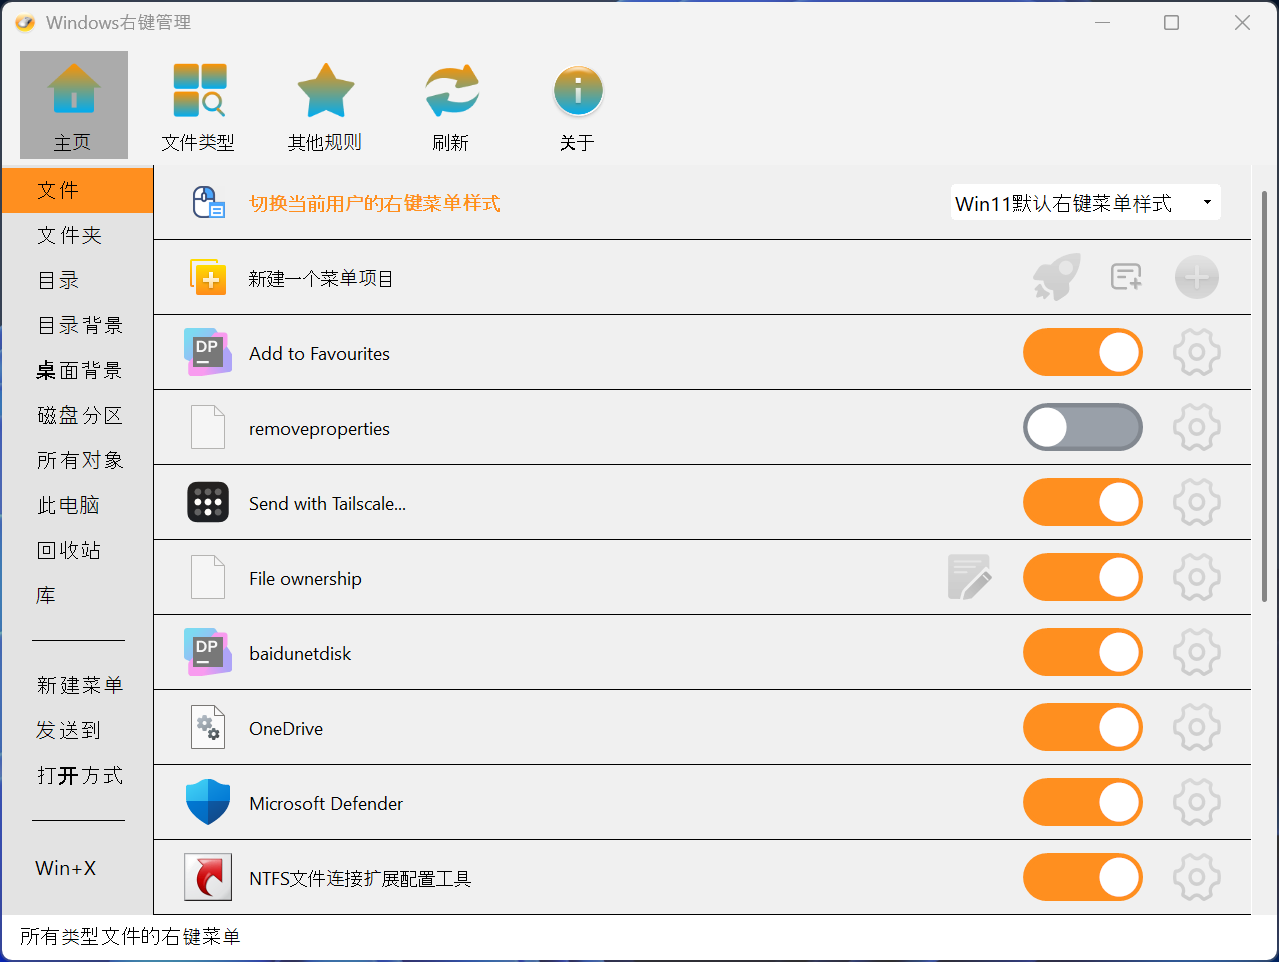 Windows右键管理
主页
文件类型
其他规则
刷新
关于
文件
文件夹
目录
目录背景
桌面背景
磁盘分区
所有对象
此电脑
回收站
库
新建菜单
发送到
打开方式
Win+X
切换当前用户的右键菜单样式
Win11默认右键菜单样式
新建一个菜单项目
DP
Add to Favourites
removeproperties
Send with Tailscale...
File ownership
DP
baidunetdisk
OneDrive
Microsoft Defender
NTFS文件连接扩展配置工具
所有类型文件的右键菜单